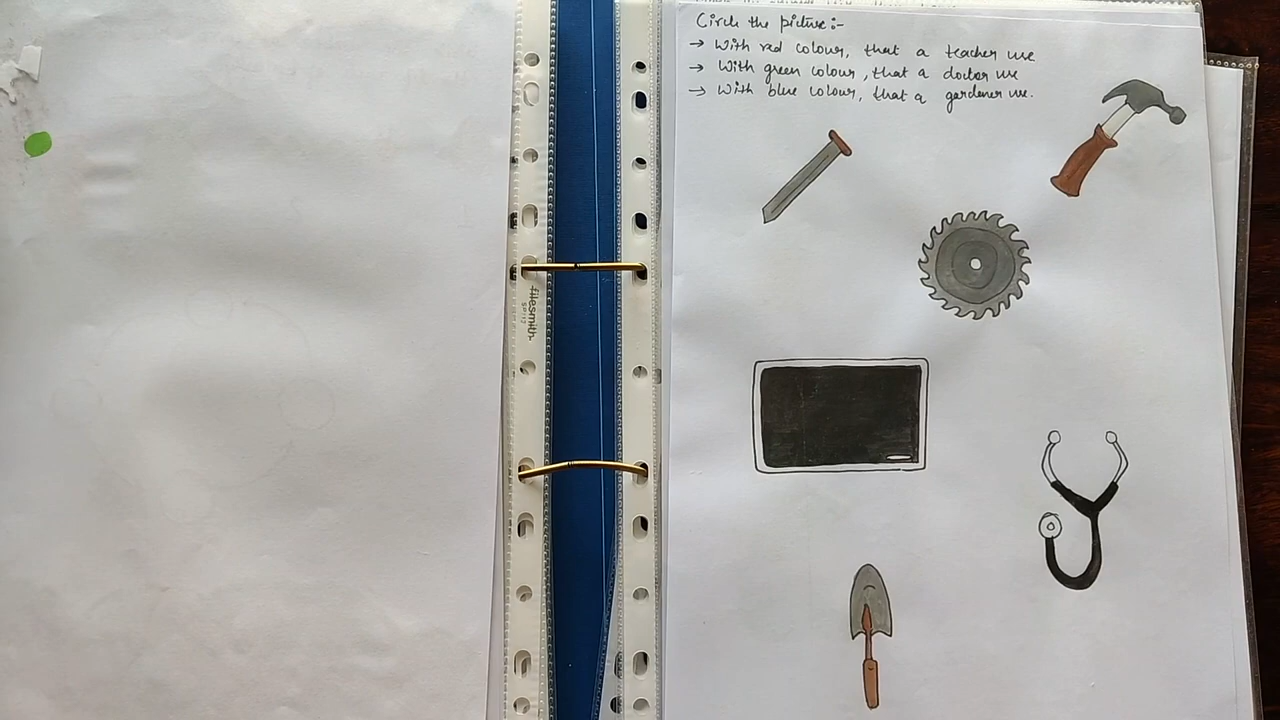 Circle the picture:-
→ With red colour, that a teacher use
→ With green colour, that a doctor use
→ With blue colour, that a gardener use.
filesmith